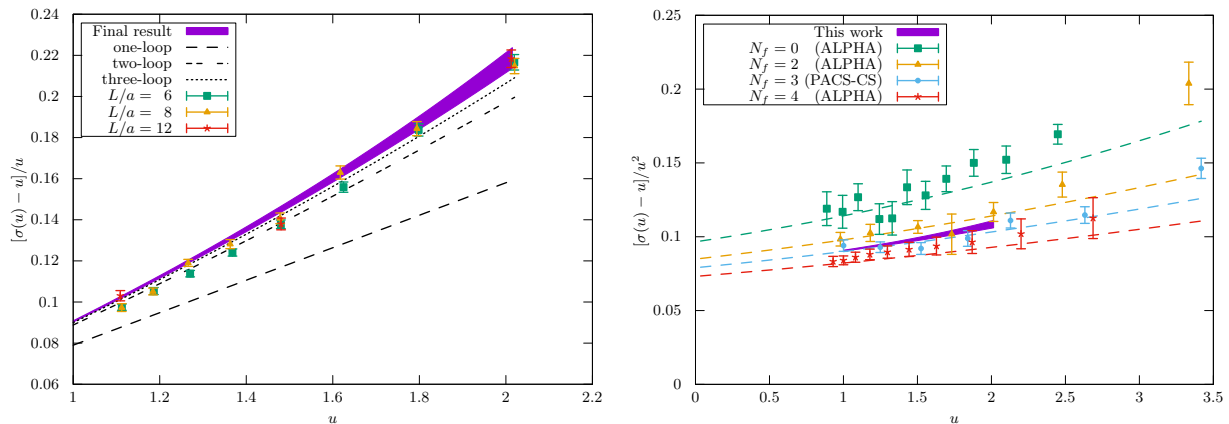 0.24
0.22
0.2
0.18
0.16
0.14
0.12
0.1
0.08
0.06
[σ(u) − u]/u
1 1.2 1.4 1.6 1.8 2 2.2
u
Final result
one-loop
two-loop
three-loop
L/a = 6
L/a = 8
L/a = 12
0.25
0.2
0.15
0.1
0.05
0
[σ(u) − u]/u²
0 0.5 1 1.5 2 2.5 3 3.5
u
This work
N_f = 0 (ALPHA)
N_f = 2 (ALPHA)
N_f = 3 (PACS-CS)
N_f = 4 (ALPHA)